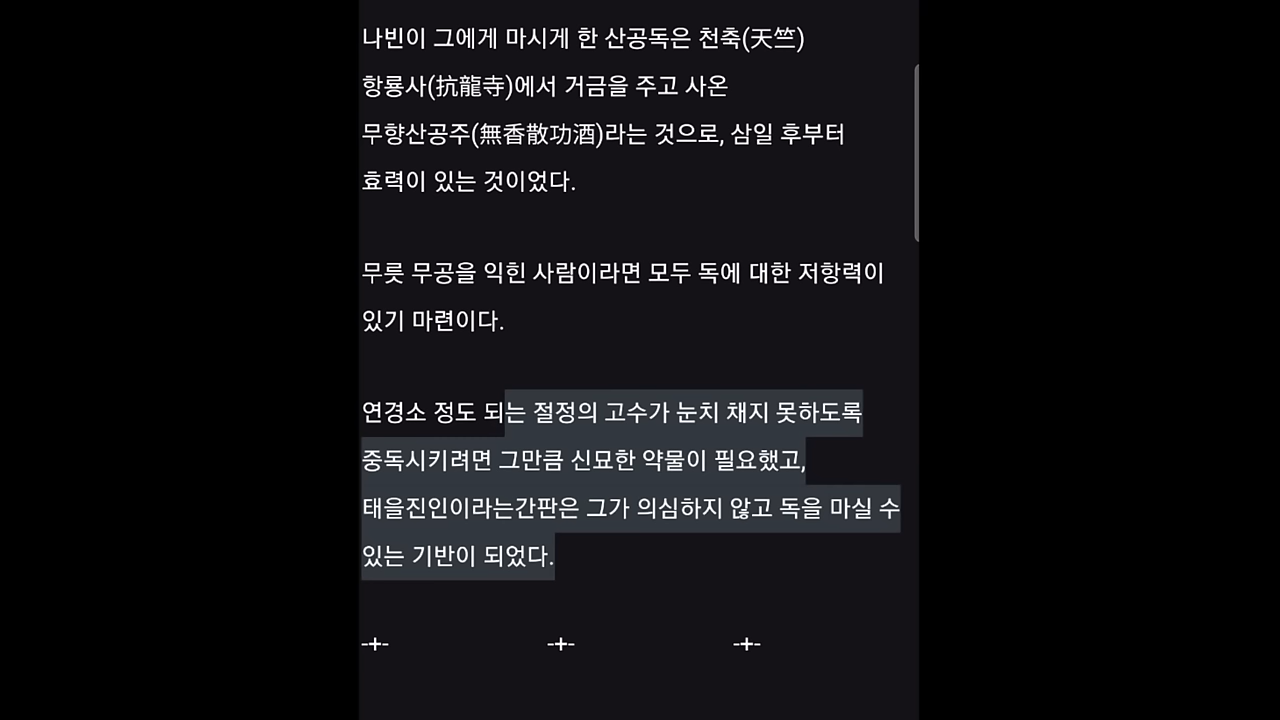 나빈이 그에게 마시게 한 산공독은 천축(天竺)
항룡사(抗龍寺)에서 거금을 주고 사온
무향산공주(無香散功酒)라는 것으로, 삼일 후부터
효력이 있는 것이었다.
무릇 무공을 익힌 사람이라면 모두 독에 대한 저항력이
있기 마련이다.
연경소 정도 되는 절정의 고수가 눈치 채지 못하도록
중독시키려면 그만큼 신묘한 약물이 필요했고,
태을진인이라는간판은 그가 의심하지 않고 독을 마실 수
있는 기반이 되었다.
-+- -+- -+-